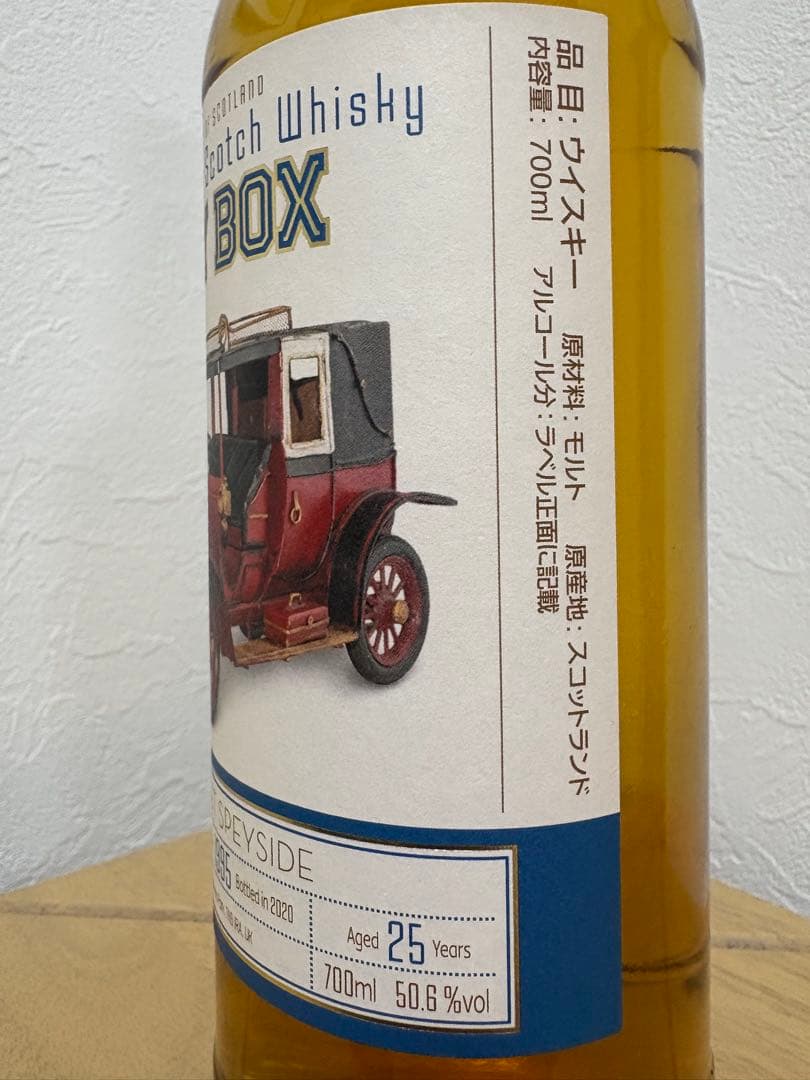 SCOTLAND
Scotch Whisky
BOX
SPEYSIDE
995 Bottled in 2020
UK
Aged 25 Years
700ml 50.6 %vol
品 目：ウイスキー 原材料：モルト 原産地：スコットランド
内容量：700ml アルコール分：ラベル正面に記載